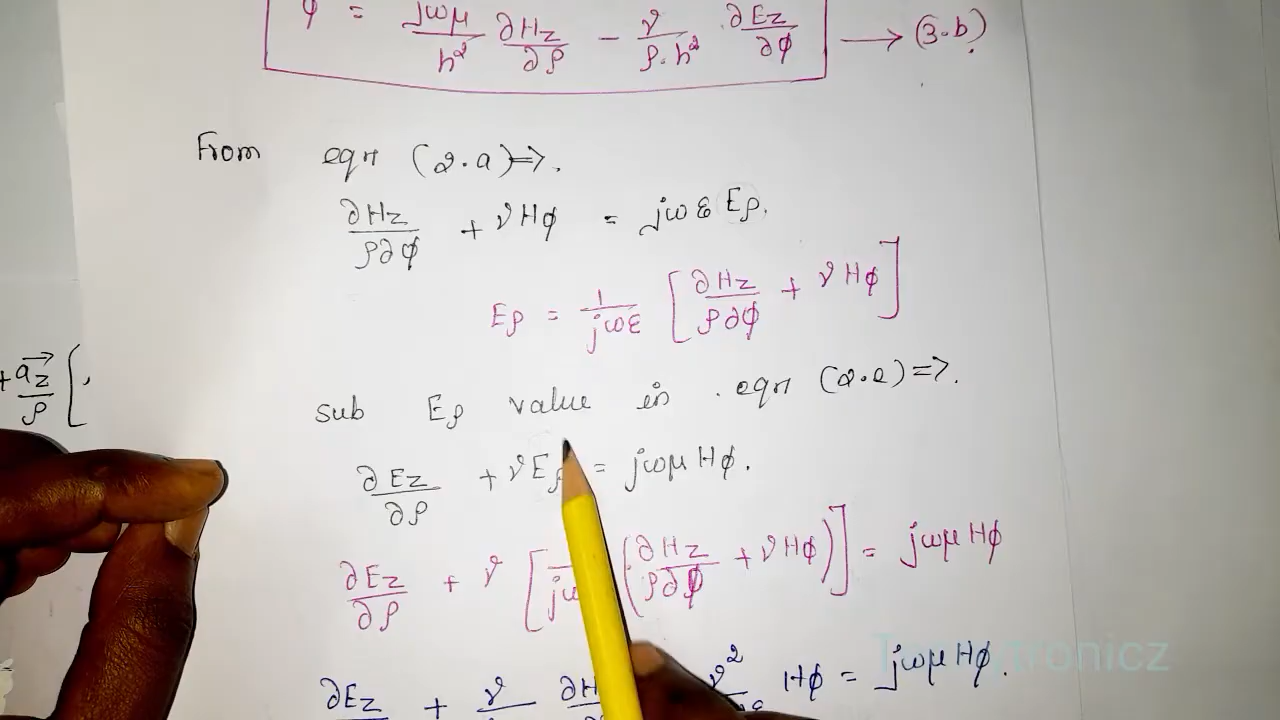 ϕ = jωμ/h² ∂Hz/∂ρ − γ/ρ.h² ∂Ez/∂ϕ → (3.b)
From eqn (2.a) ⇒.
∂Hz/ρ∂ϕ + γHϕ = jωε Eρ.
Eρ = 1/jωε [∂Hz/ρ∂ϕ + γHϕ]
+az/ρ [
sub Eρ value in eqn (2.e) ⇒.
∂Ez/∂ρ + γEρ = jωμ Hϕ.
∂Ez/∂ρ + γ [ (∂Hz/ρ∂ϕ + γHϕ)] = jωμ Hϕ
∂Ez + γ γ² Hϕ = jωμ Hϕ.